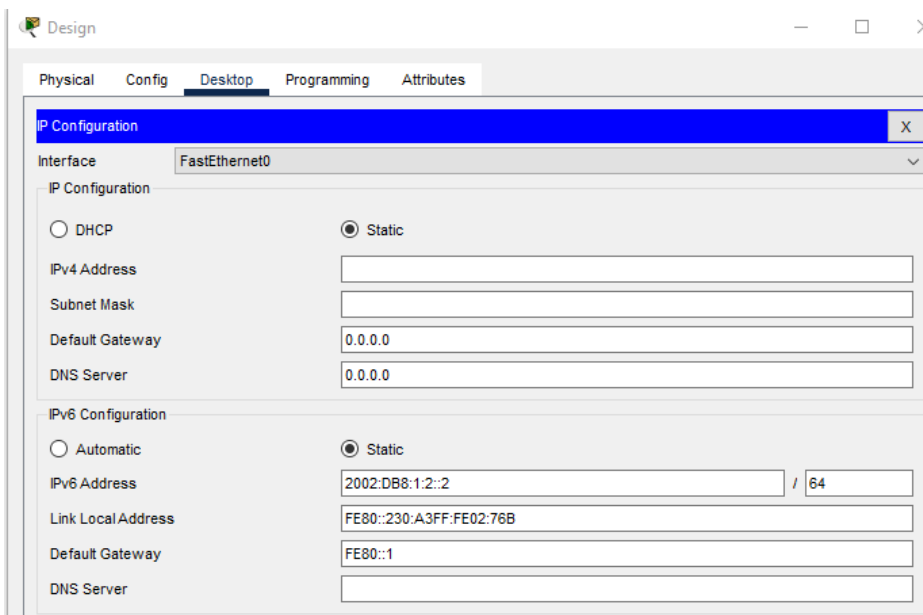 Design
Physical Config Desktop Programming Attributes
IP Configuration X
Interface FastEthernet0
IP Configuration
DHCP Static
IPv4 Address
Subnet Mask
Default Gateway 0.0.0.0
DNS Server 0.0.0.0
IPv6 Configuration
Automatic Static
IPv6 Address 2002:DB8:1:2::2 / 64
Link Local Address FE80::230:A3FF:FE02:76B
Default Gateway FE80::1
DNS Server